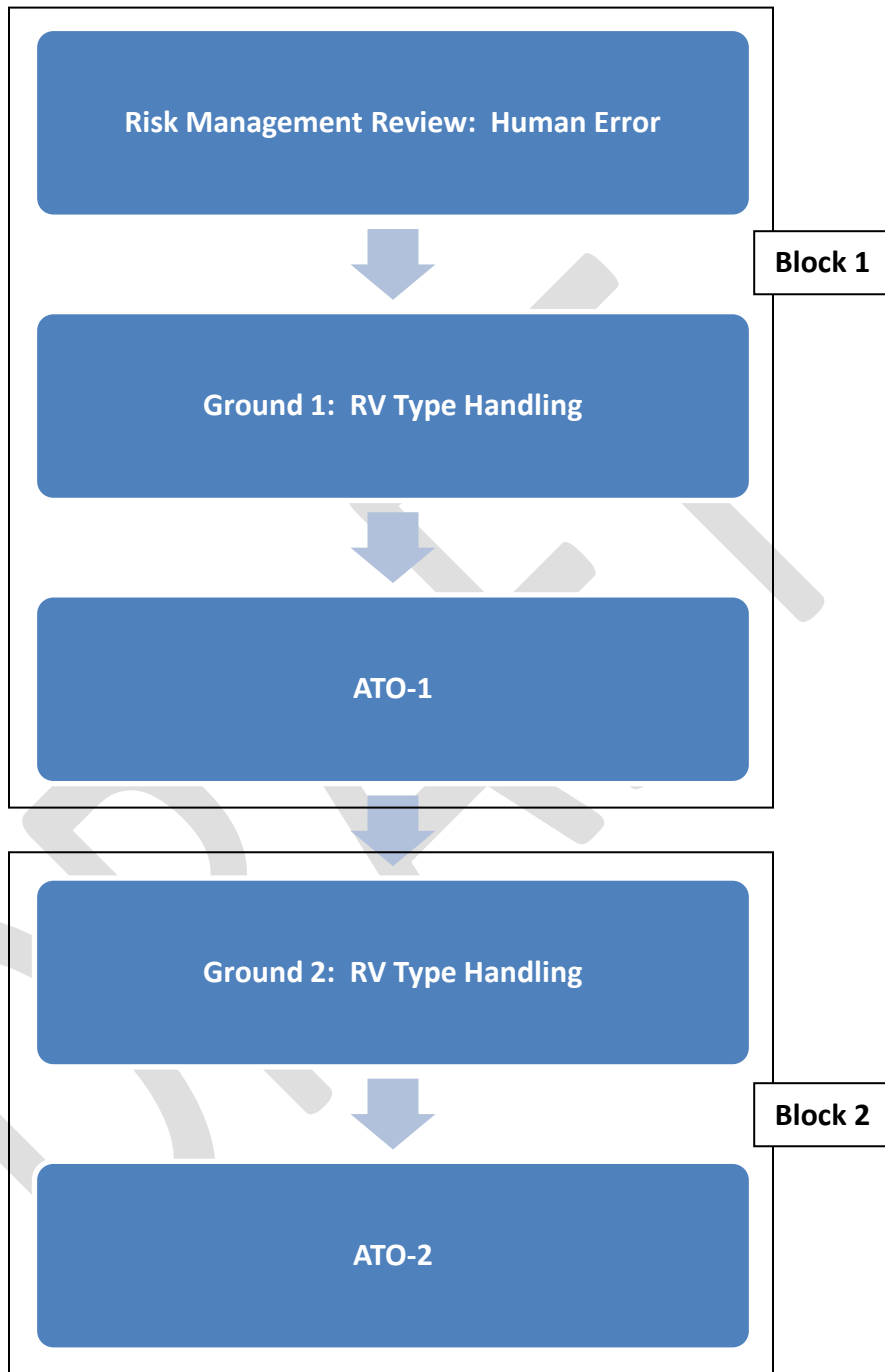 Risk Management Review:  Human Error
Block 1
Ground 1:  RV Type Handling
ATO-1
Ground 2:  RV Type Handling
Block 2
ATO-2